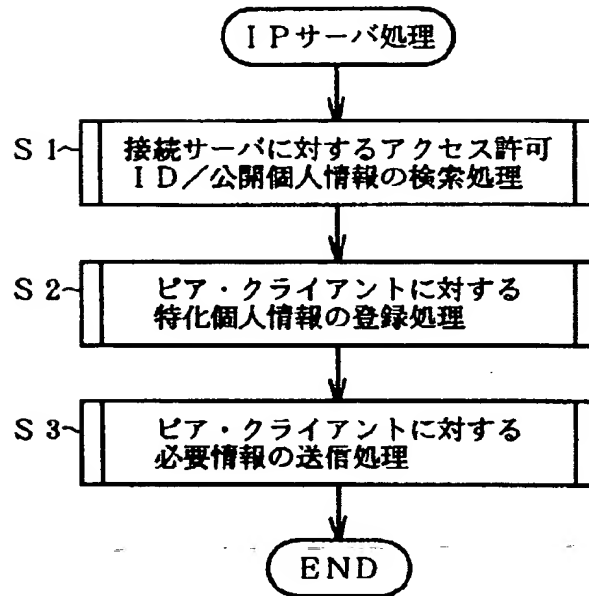 ＩＰサーバ処理
Ｓ１
接続サーバに対するアクセス許可
ＩＤ／公開個人情報の検索処理
Ｓ２
ピア・クライアントに対する
特化個人情報の登録処理
Ｓ３
ピア・クライアントに対する
必要情報の送信処理
ＥＮＤ